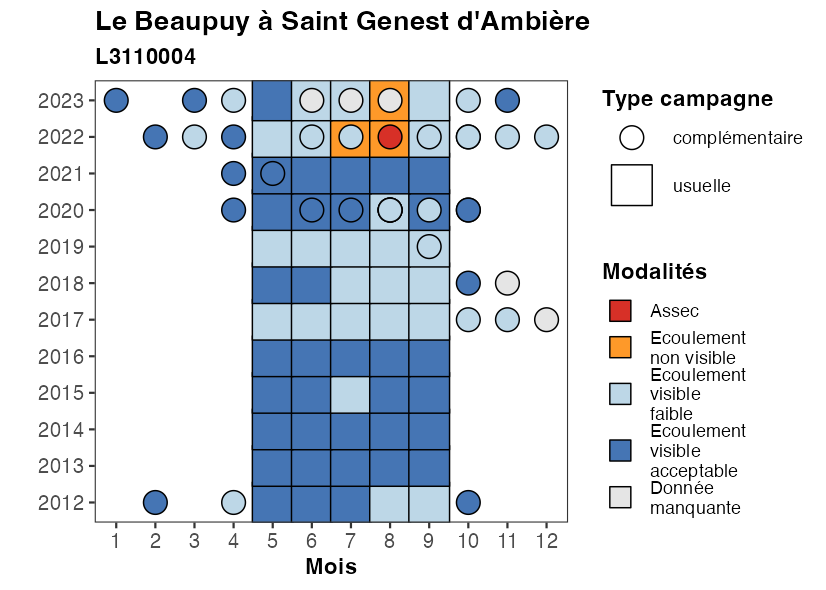 Le Beaupuy à Saint Genest d'Ambière
L3110004
2023
2022
2021
2020
2019
2018
2017
2016
2015
2014
2013
2012
1 2 3 4 5 6 7 8 9 10 11 12
Mois
Type campagne
complémentaire
usuelle
Modalités
Assec
Ecoulement
non visible
Ecoulement
visible
faible
Ecoulement
visible
acceptable
Donnée
manquante